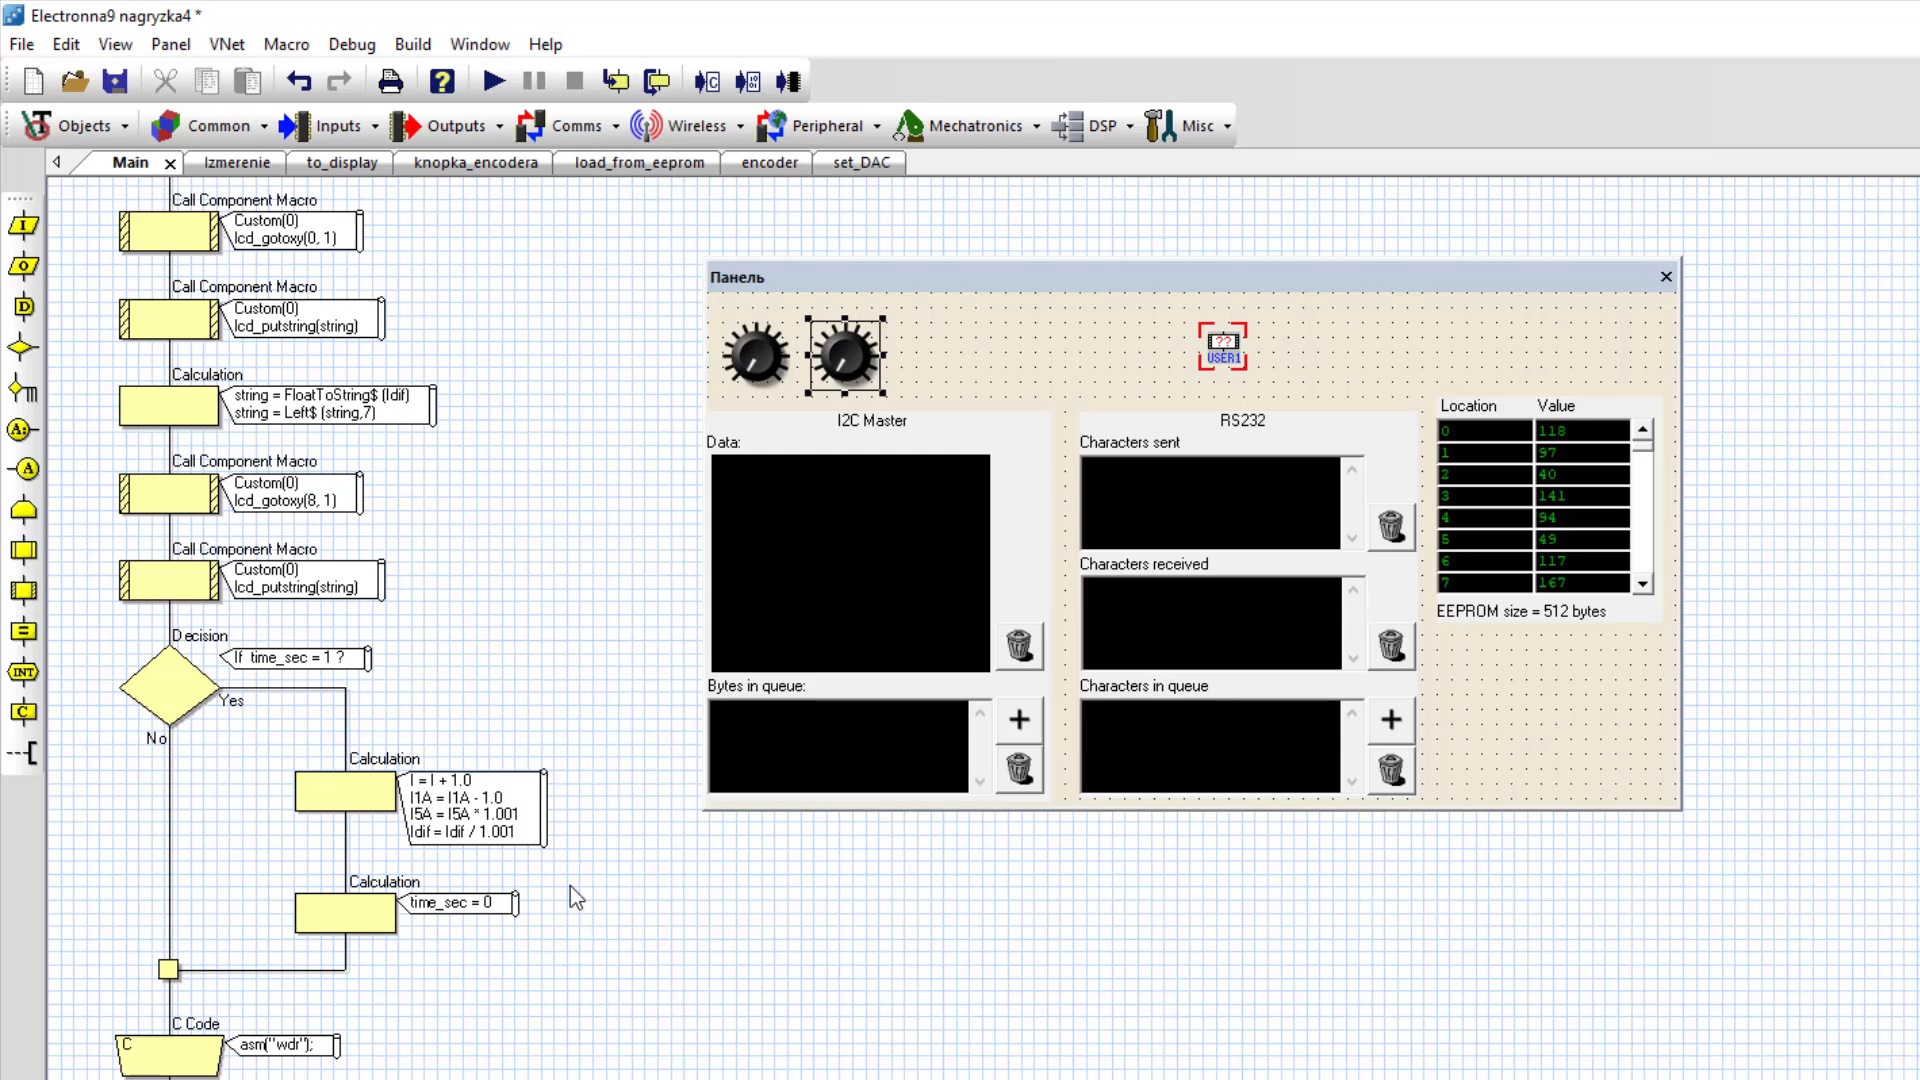 Electronna9 nagryzka4 *
File Edit View Panel VNet Macro Debug Build Window Help
Objects Common Inputs Outputs Comms Wireless Peripheral Mechatronics DSP Misc
Main Izmerenie to_display knopka_encodera load_from_eeprom encoder set_DAC
Call Component Macro
Custom(0)
lcd_gotoxy(0, 1)
Call Component Macro
Custom(0)
lcd_putstring(string)
Calculation
string = FloatToString$ (Idif)
string = Left$ (string,7)
Call Component Macro
Custom(0)
lcd_gotoxy(8, 1)
Call Component Macro
Custom(0)
lcd_putstring(string)
Decision
If time_sec = 1 ?
Yes
No
Calculation
I = I + 1.0
I1A = I1A - 1.0
I5A = I5A * 1.001
Idif = Idif / 1.001
Calculation
time_sec = 0
C Code
C
asm("wdr");
I
O
D
A:
A
=
INT
C
Панель
??
USER1
I2C Master
Data:
Bytes in queue:
RS232
Characters sent
Characters received
Characters in queue
Location Value
0 118
1 97
2 40
3 141
4 94
5 49
6 117
7 167
EEPROM size = 512 bytes